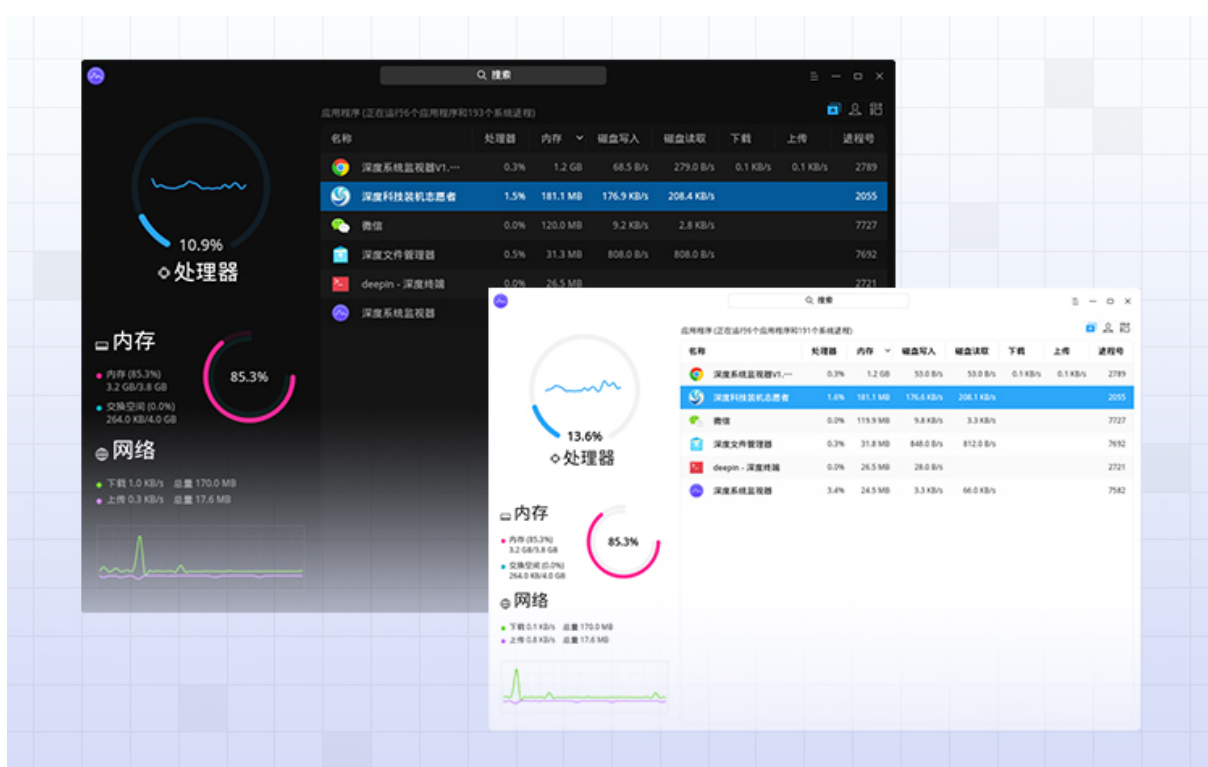 搜索
应用程序 (正在运行6个应用程序和193个系统进程)
名称 处理器 内存 磁盘写入 磁盘读取 下载 上传 进程号
深度系统监视器V1.… 0.3% 1.2 GB 68.5 B/s 279.0 B/s 0.1 KB/s 0.1 KB/s 2789
深度科技装机志愿者 1.5% 181.1 MB 176.9 KB/s 208.4 KB/s 2055
微信 0.0% 120.0 MB 9.2 KB/s 2.8 KB/s 7727
深度文件管理器 0.5% 31.3 MB 808.0 B/s 808.0 B/s 7692
deepin - 深度终端 0.0% 26.5 MB 2721
深度系统监视器
10.9%
处理器
内存
内存 (85.3%)
3.2 GB/3.8 GB
85.3%
交换空间 (0.0%)
264.0 KB/4.0 GB
网络
下载 1.0 KB/s 总量 170.0 MB
上传 0.3 KB/s 总量 17.6 MB
搜索
应用程序 (正在运行6个应用程序和191个系统进程)
名称 处理器 内存 磁盘写入 磁盘读取 下载 上传 进程号
深度系统监视器V1.… 0.3% 1.2 GB 53.0 B/s 53.0 B/s 0.1 KB/s 0.1 KB/s 2789
深度科技装机志愿者 1.6% 181.1 MB 176.6 KB/s 208.1 KB/s 2055
微信 0.0% 119.9 MB 9.8 KB/s 3.3 KB/s 7727
深度文件管理器 0.3% 31.8 MB 848.0 B/s 812.0 B/s 7692
deepin - 深度终端 0.0% 26.5 MB 28.0 B/s 2721
深度系统监视器 3.4% 24.5 MB 3.3 KB/s 66.0 KB/s 7582
13.6%
处理器
内存
内存 (85.3%)
3.2 GB/3.8 GB
85.3%
交换空间 (0.0%)
264.0 KB/4.0 GB
网络
下载 0.1 KB/s 总量 170.0 MB
上传 0.8 KB/s 总量 17.6 MB